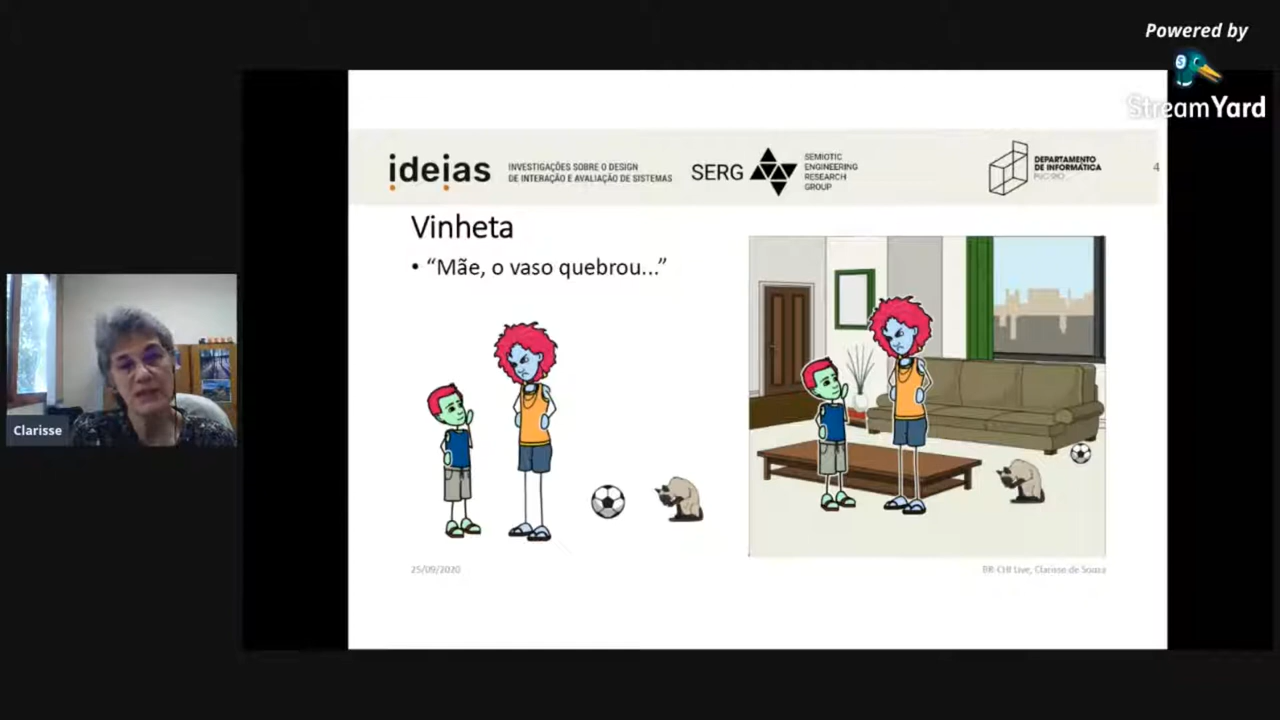 Powered by
StreamYard
ideias
INVESTIGAÇÕES SOBRE O DESIGN
DE INTERAÇÃO E AVALIAÇÃO DE SISTEMAS
SERG
SEMIOTIC
ENGINEERING
RESEARCH
GROUP
DEPARTAMENTO
DE INFORMÁTICA
PUC-RIO
4
Vinheta
• “Mãe, o vaso quebrou...”
Clarisse
25/09/2020
BR CHI Live, Clarisse de Souza